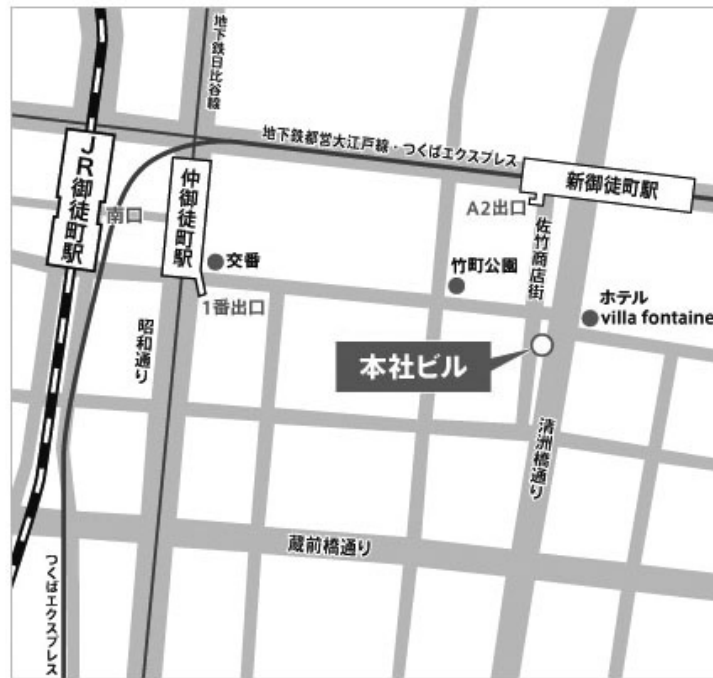 地下鉄日比谷線
地下鉄都営大江戸線・つくばエクスプレス
JR御徒町駅
南口
仲御徒町駅
新御徒町駅
A2出口
佐竹商店街
交番
竹町公園
ホテル
villa fontaine
1番出口
昭和通り
本社ビル
清洲橋通り
蔵前橋通り
つくばエクスプレス